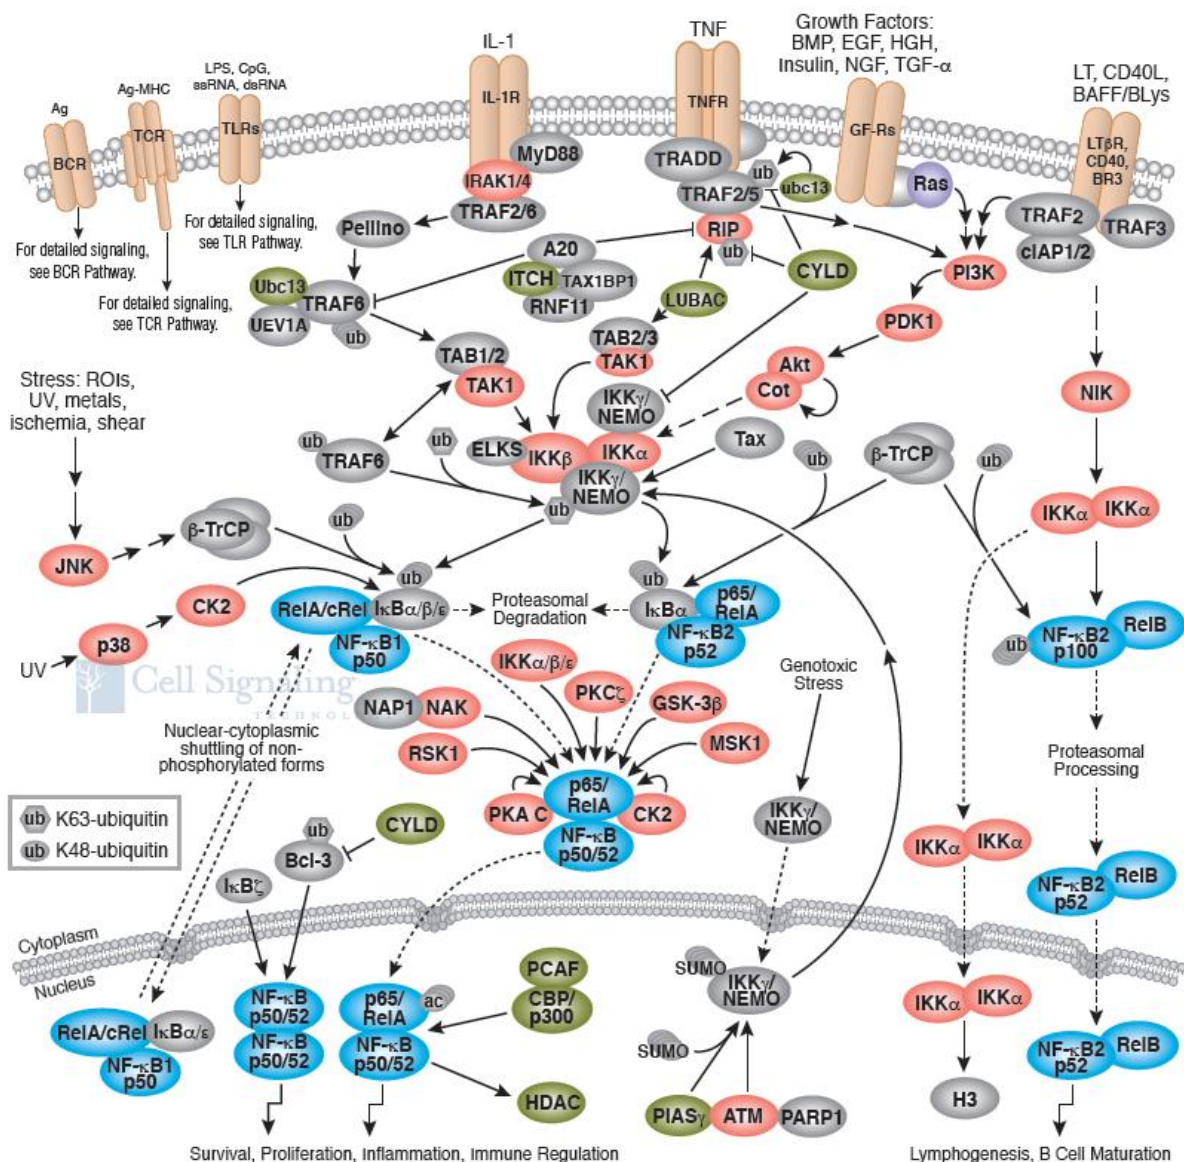 IL-1
TNF
Growth Factors:
BMP, EGF, HGH,
Insulin, NGF, TGF-α
LT, CD40L,
BAFF/BLys
LPS, CpG,
ssRNA, dsRNA
Ag-MHC
Ag
BCR
TCR
TLRs
IL-1R
TNFR
GF-Rs
LTβR,
CD40,
BR3
MyD88
IRAK1/4
TRAF2/6
TRADD
ub
ubc13
TRAF2/5
RIP
ub
Ras
TRAF2
TRAF3
cIAP1/2
For detailed signaling,
see BCR Pathway.
For detailed signaling,
see TLR Pathway.
For detailed signaling,
see TCR Pathway.
Pellino
Ubc13
TRAF6
UEV1A
ub
A20
ITCH
TAX1BP1
RNF11
LUBAC
CYLD
PI3K
PDK1
Akt
Cot
TAB1/2
TAK1
TAB2/3
TAK1
IKKγ/
NEMO
NIK
Stress: ROIs,
UV, metals,
ischemia, shear
ub
TRAF6
ub
ELKS
IKKβ
IKKα
IKKγ/
NEMO
ub
Tax
ub
β-TrCP
ub
IKKα
IKKα
JNK
β-TrCP
ub
CK2
p38
UV
ub
RelA/cRel
IκBα/β/ε
NF-κB1
p50
Proteasomal
Degradation
ub
IκBα
p65/
RelA
NF-κB2
p52
ub
NF-κB2
p100
RelB
Cell Signaling
TECHNOL
IKKα/β/ε
PKCζ
GSK-3β
NAP1
NAK
RSK1
MSK1
Genotoxic
Stress
Nuclear-cytoplasmic
shuttling of non-
phosphorylated forms
Proteasomal
Processing
p65/
RelA
PKA C
CK2
NF-κB
p50/52
IKKγ/
NEMO
ub K63-ubiquitin
ub K48-ubiquitin
ub
Bcl-3
CYLD
IκBζ
IKKα
IKKα
NF-κB2
p52
RelB
Cytoplasm
Nucleus
RelA/cRel
IκBα/ε
NF-κB1
p50
NF-κB
p50/52
NF-κB
p50/52
p65/
RelA
ac
NF-κB
p50/52
PCAF
CBP/
p300
HDAC
SUMO
IKKγ/
NEMO
SUMO
PIASγ
ATM
PARP1
IKKα
IKKα
H3
NF-κB2
p52
RelB
Survival, Proliferation, Inflammation, Immune Regulation
Lymphogenesis, B Cell Maturation